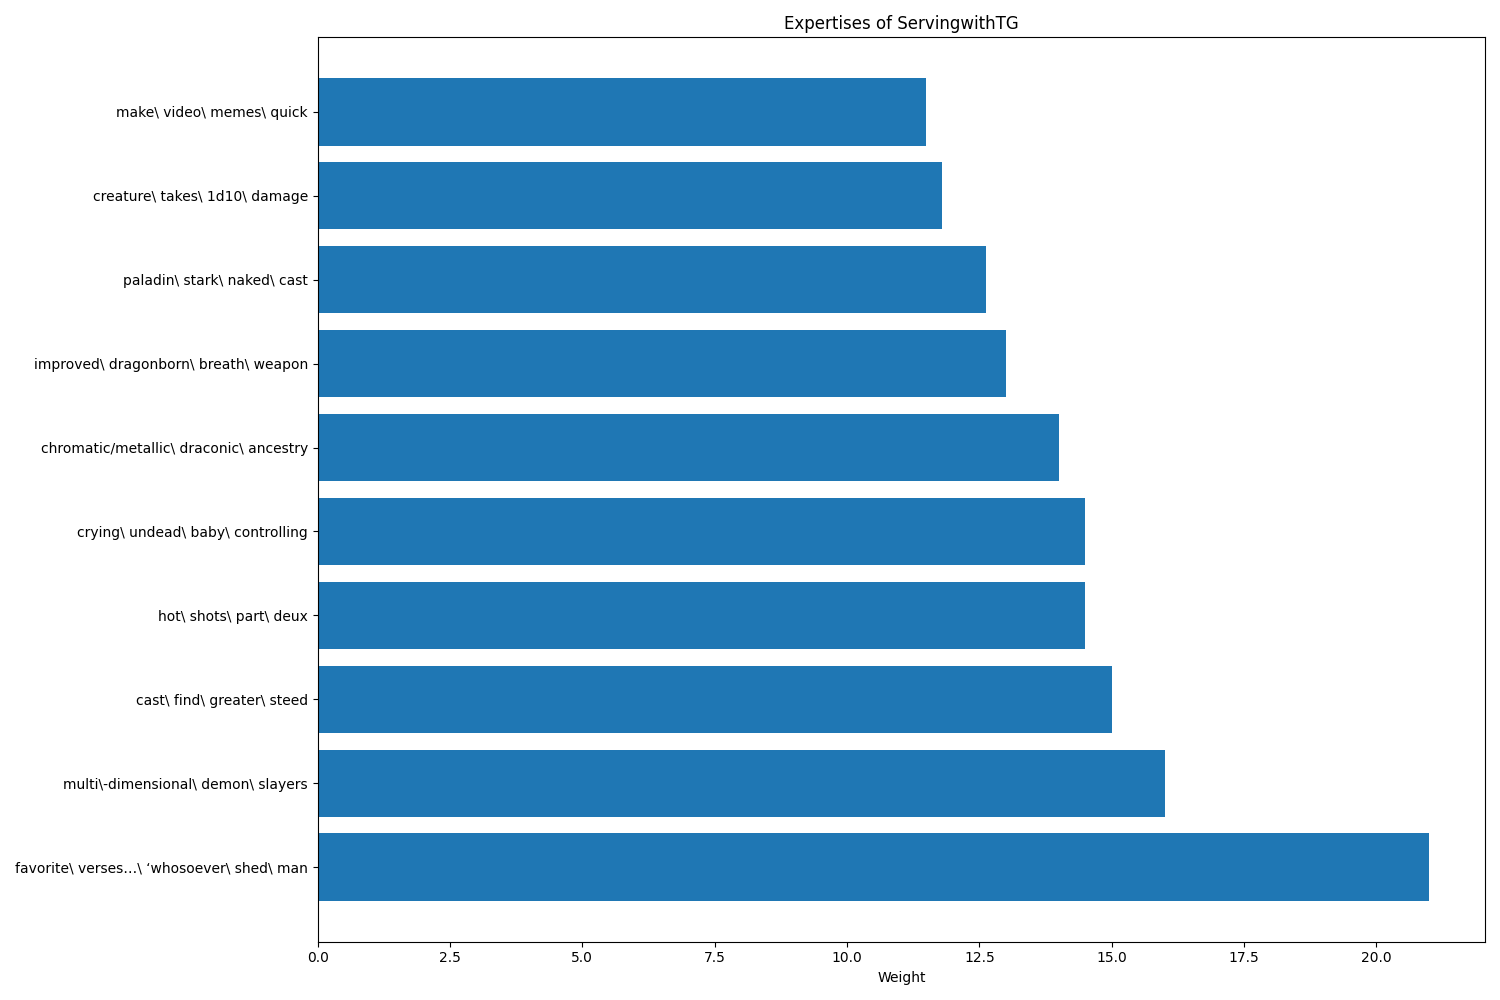 Expertises of ServingwithTG
make\ video\ memes\ quick
creature\ takes\ 1d10\ damage
paladin\ stark\ naked\ cast
improved\ dragonborn\ breath\ weapon
chromatic/metallic\ draconic\ ancestry
crying\ undead\ baby\ controlling
hot\ shots\ part\ deux
cast\ find\ greater\ steed
multi\-dimensional\ demon\ slayers
favorite\ verses…\ ‘whosoever\ shed\ man
0.0 2.5 5.0 7.5 10.0 12.5 15.0 17.5 20.0
Weight